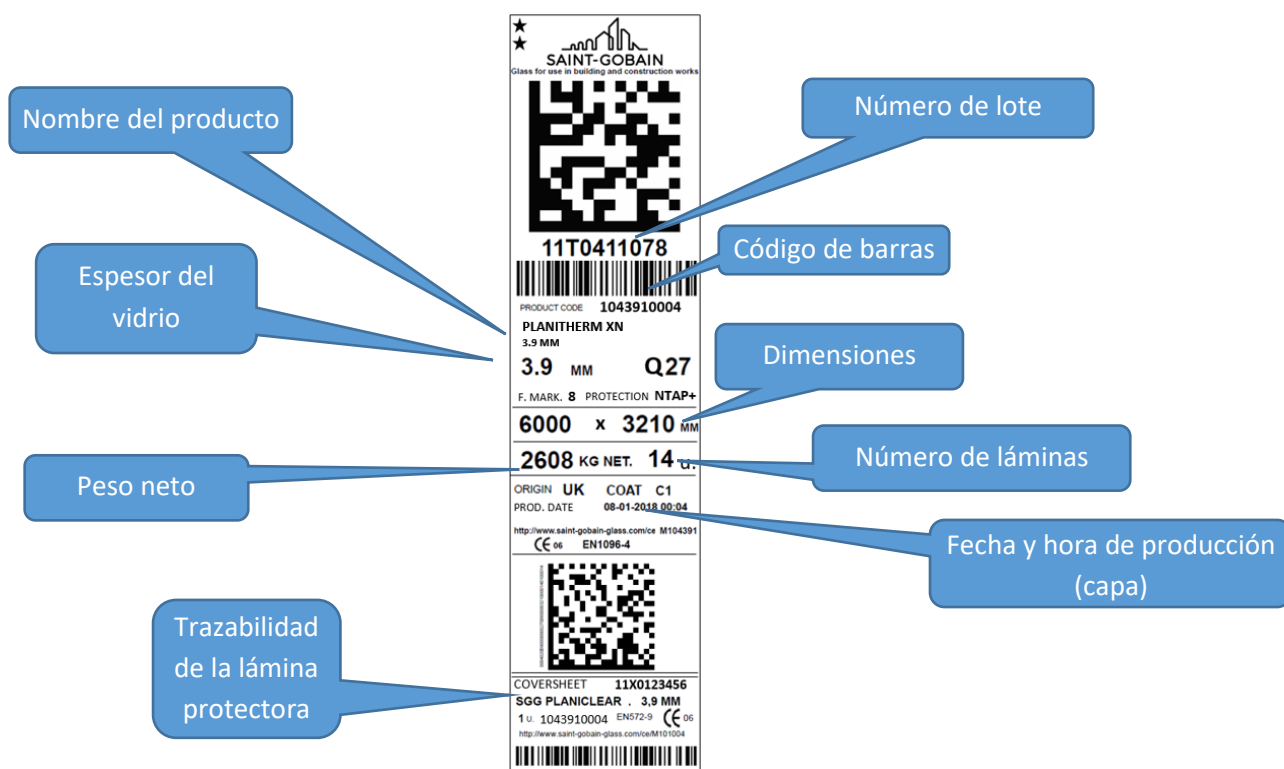 SAINT-GOBAIN
Glass for use in building and construction works
Nombre del producto
Número de lote
11T0411078
Código de barras
Espesor del
vidrio
PRODUCT CODE 1043910004
PLANITHERM XN
3.9 MM
3.9 MM Q27
Dimensiones
F. MARK. 8 PROTECTION NTAP+
6000 x 3210 MM
Número de láminas
2608 KG NET. 14 u.
Peso neto
ORIGIN UK COAT C1
PROD. DATE 08-01-2018 00:04
Fecha y hora de producción
(capa)
http://www.saint-gobain-glass.com/ce M104391
CE 06 EN1096-4
Trazabilidad
de la lámina
protectora
COVERSHEET 11X0123456
SGG PLANICLEAR . 3,9 MM
1 U. 1043910004 EN572-9 CE 06
http://www.saint-gobain-glass.com/ce/M101004